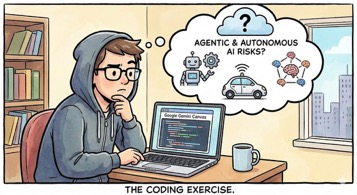 ?
AGENTIC & AUTONOMOUS
AI RISKS?
Google Gemini Canvas
THE CODING EXERCISE.